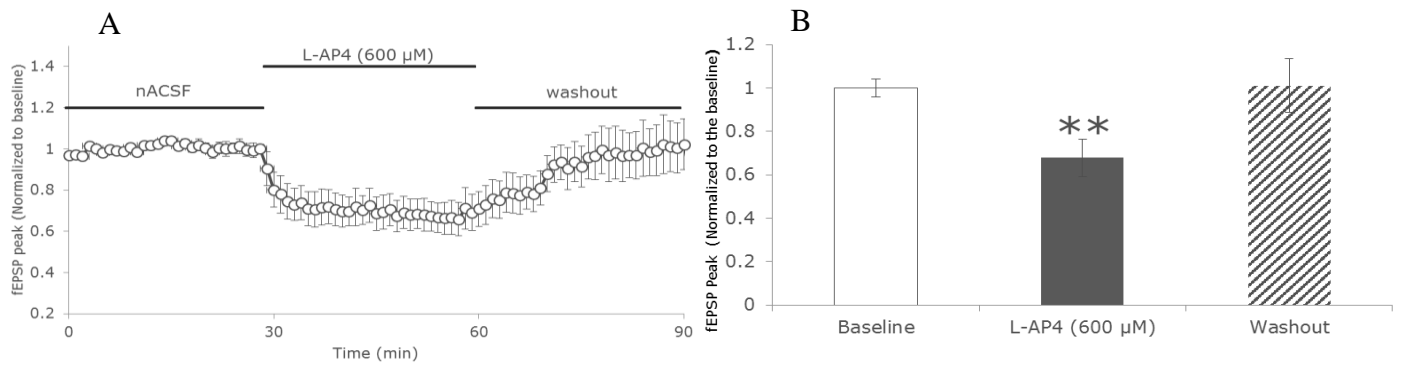 A
fEPSP peak (Normalized to baseline)
1.4
1.2
1
0.8
0.6
0.4
0.2
L-AP4 (600 µM)
nACSF
washout
0
30
60
90
Time (min)
B
fEPSP Peak (Normalized to the baseline)
1.2
1
0.8
0.6
0.4
0.2
0
**
Baseline
L-AP4 (600 µM)
Washout